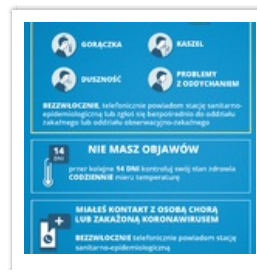 GORĄCZKA
KASZEL
DUSZNOŚĆ
PROBLEMY
Z ODDYCHANIEM
BEZZWŁOCZNIE, telefonicznie powiadom stację sanitarno-
epidemiologiczną lub zgłoś się bezpośrednio do oddziału
zakaźnego lub oddziału obserwacyjno-zakaźnego
14
DNI
NIE MASZ OBJAWÓW
przez kolejne 14 DNI kontroluj swój stan zdrowia
CODZIENNIE mierz temperaturę
MIAŁEŚ KONTAKT Z OSOBĄ CHORĄ
LUB ZAKAŻONĄ KORONAWIRUSEM
BEZZWŁOCZNIE telefonicznie powiadom stację
sanitarno-epidemiologiczną